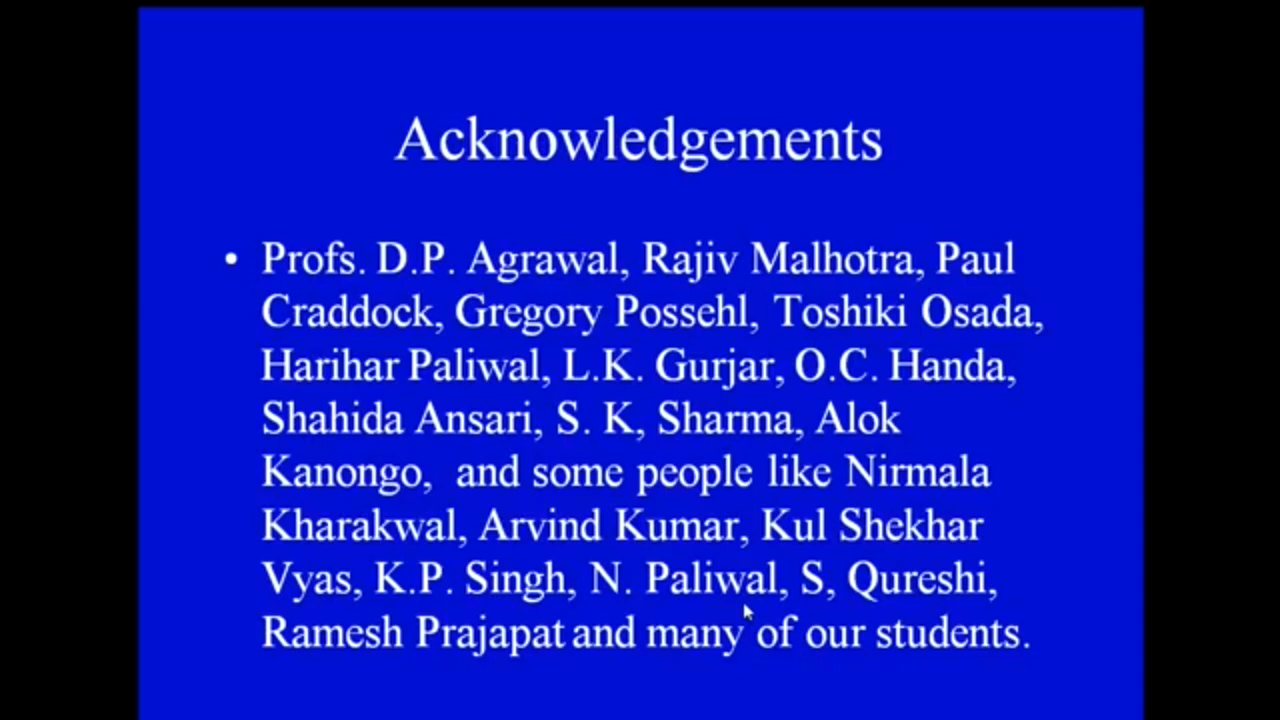 Acknowledgements
• Profs. D.P. Agrawal, Rajiv Malhotra, Paul
Craddock, Gregory Possehl, Toshiki Osada,
Harihar Paliwal, L.K. Gurjar, O.C. Handa,
Shahida Ansari, S. K, Sharma, Alok
Kanongo,  and some people like Nirmala
Kharakwal, Arvind Kumar, Kul Shekhar
Vyas, K.P. Singh, N. Paliwal, S, Qureshi,
Ramesh Prajapat and many of our students.